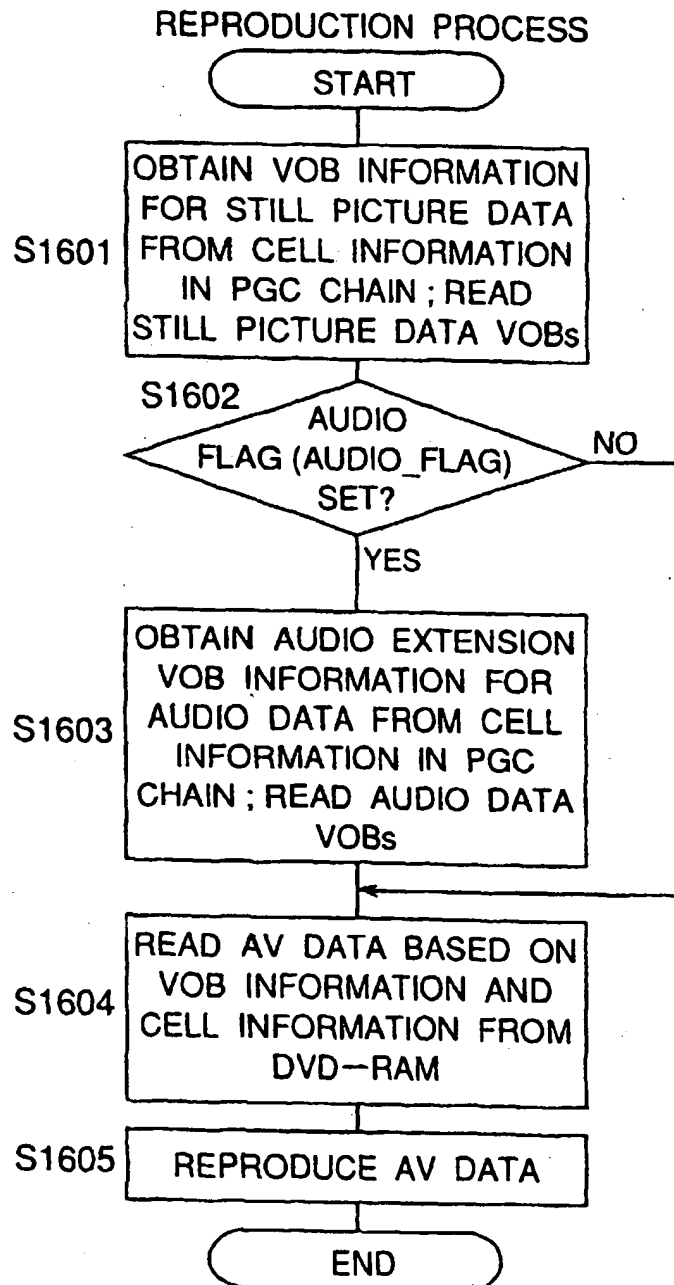 REPRODUCTION PROCESS
START
S1601
OBTAIN VOB INFORMATION
FOR STILL PICTURE DATA
FROM CELL INFORMATION
IN PGC CHAIN ; READ
STILL PICTURE DATA VOBs
S1602
AUDIO
FLAG (AUDIO_FLAG)
SET?
NO
YES
S1603
OBTAIN AUDIO EXTENSION
VOB INFORMATION FOR
AUDIO DATA FROM CELL
INFORMATION IN PGC
CHAIN ; READ AUDIO DATA
VOBs
S1604
READ AV DATA BASED ON
VOB INFORMATION AND
CELL INFORMATION FROM
DVD-RAM
S1605
REPRODUCE AV DATA
END